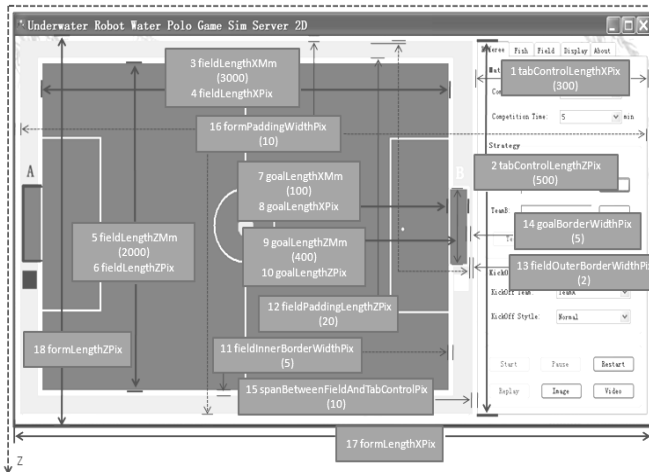 Underwater Robot Water Polo Game Sim Server 2D
Fish Field Display About
3 fieldLengthXMm
(3000)
4 fieldLengthXPix
1 tabControlLengthXPix
(300)
16 formPaddingWidthPix
(10)
Competition Time: 5 min
Strategy
2 tabControlLengthZPix
(500)
A
B
7 goalLengthXMm
(100)
8 goalLengthXPix
TeamB:
14 goalBorderWidthPix
(5)
5 fieldLengthZMm
(2000)
6 fieldLengthZPix
9 goalLengthZMm
(400)
10 goalLengthZPix
13 fieldOuterBorderWidthPix
(2)
12 fieldPaddingLengthZPix
(20)
KickOff Team: TeamA
KickOff Stytle: Normal
18 formLengthZPix
11 fieldInnerBorderWidthPix
(5)
Start Pause Restart
15 spanBetweenFieldAndTabControlPix
(10)
Replay Image Video
17 formLengthXPix
Z